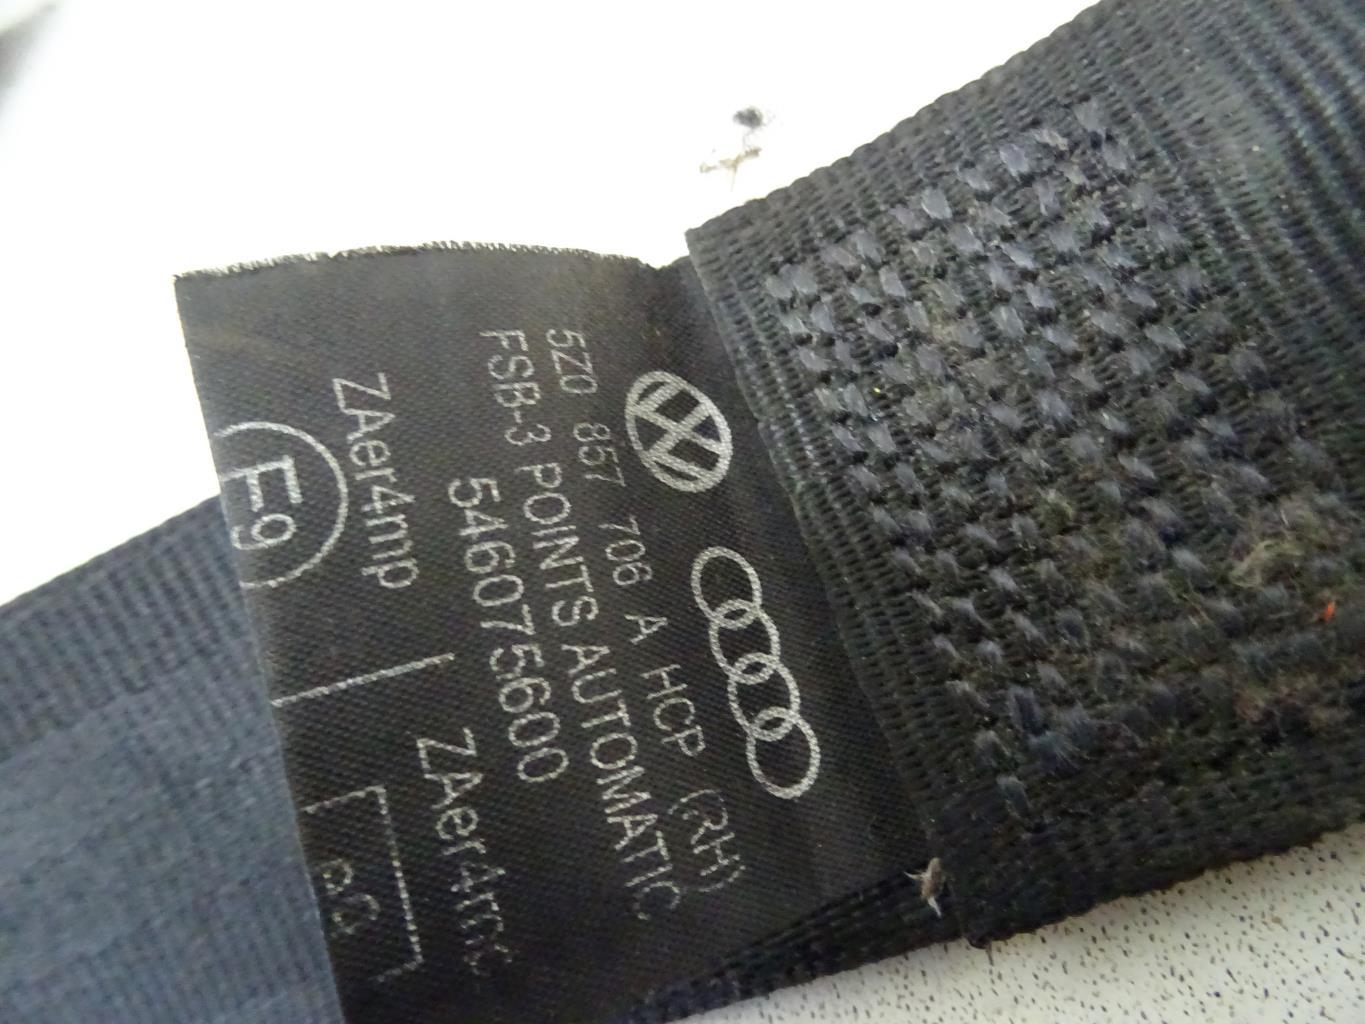 5Z0 857 706 A HCP (RH)
FSB-3 POINTS AUTOMATIC
546075600
ZAer4mp
ZAer4m
E9